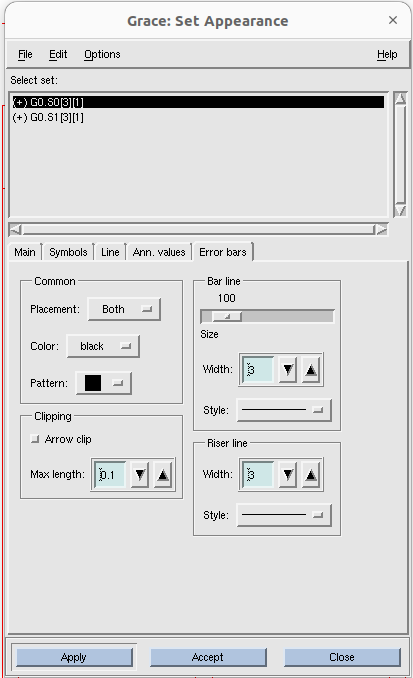 Grace: Set Appearance ×
File Edit Options Help
Select set:
(+) G0.S0[3][1]
(+) G0.S1[3][1]
Main Symbols Line Ann. values Error bars
Common
Placement: Both
Color: black
Pattern:
Clipping
Arrow clip
Max length: 0.1
Bar line
100
Size
Width: 3
Style:
Riser line
Width: 3
Style:
Apply Accept Close